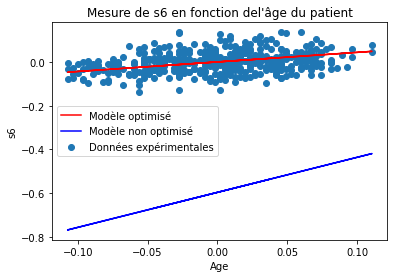 Mesure de s6 en fonction del'âge du patient
0.0
−0.2
−0.4
−0.6
−0.8
s6
Modèle optimisé
Modèle non optimisé
Données expérimentales
−0.10
−0.05
0.00
0.05
0.10
Age